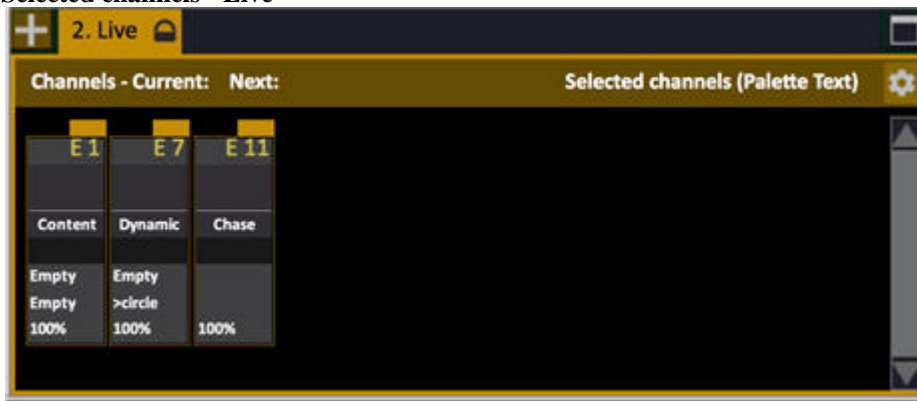 Selected channels - Live
2. Live
Channels - Current: Next: Selected channels (Palette Text)
E 1 E 7 E 11
Content Dynamic Chase
Empty Empty
Empty >circle
100% 100% 100%